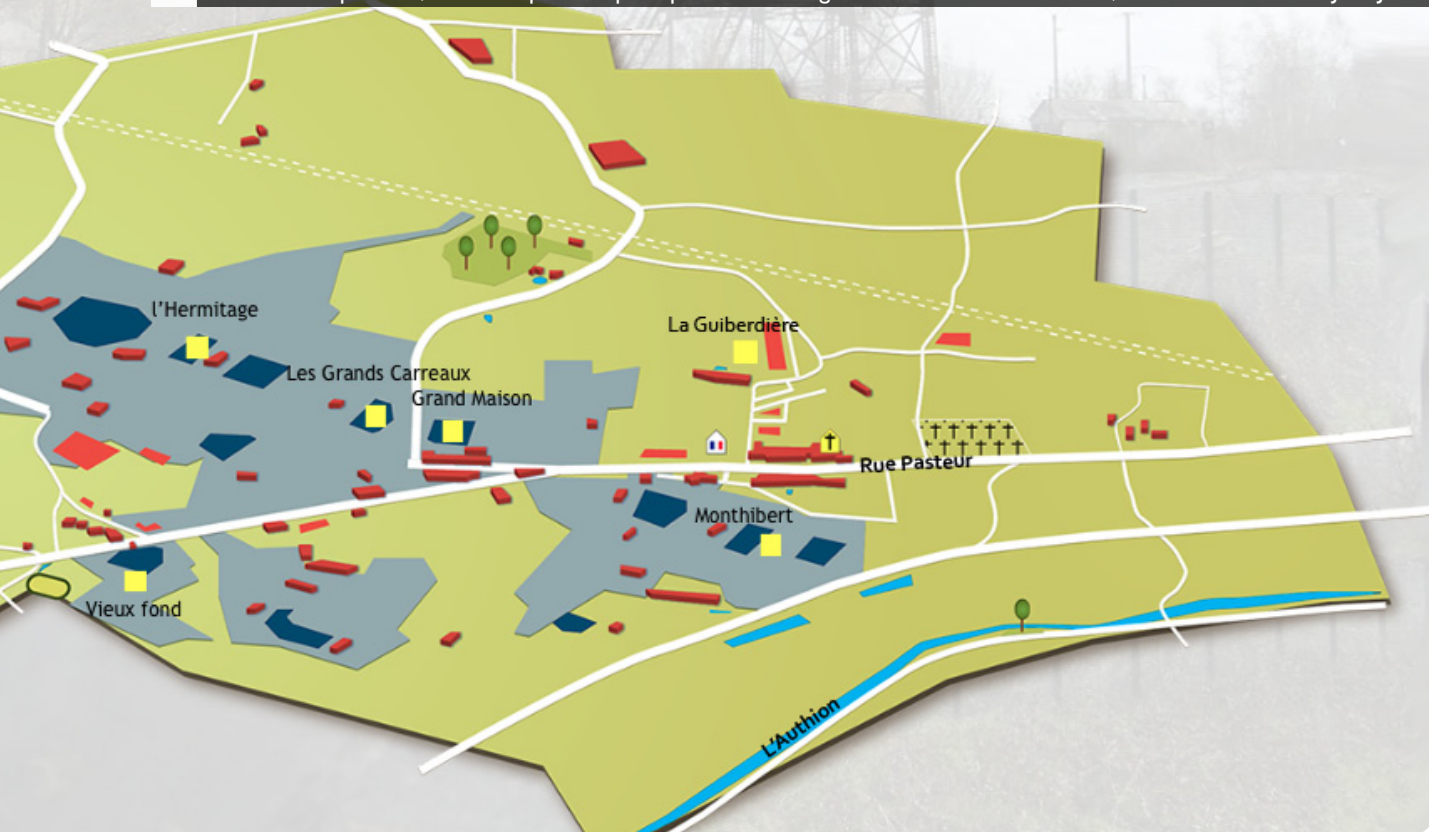 l'Hermitage
La Guiberdière
Les Grands Carreaux
Grand Maison
Rue Pasteur
Monthibert
Vieux fond
L'Authion